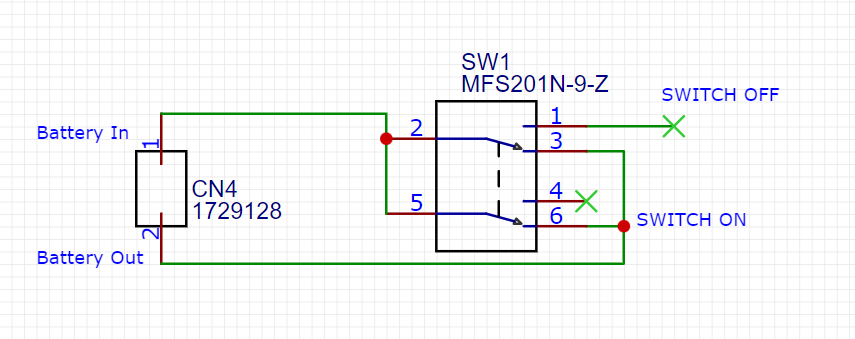 SW1
MFS201N-9-Z
SWITCH OFF
Battery In
1
2
1
3
CN4
1729128
5
4
6
SWITCH ON
2
Battery Out